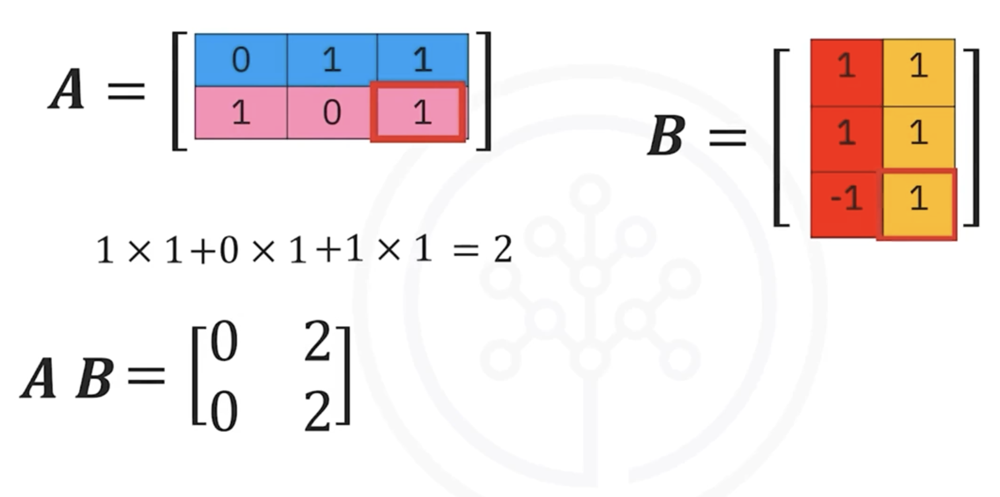 A = [ 0 1 1
1 0 1 ]
B = [ 1 1
1 1
-1 1 ]
1 × 1+0 × 1+1 × 1 = 2
A B = [ 0 2
0 2 ]